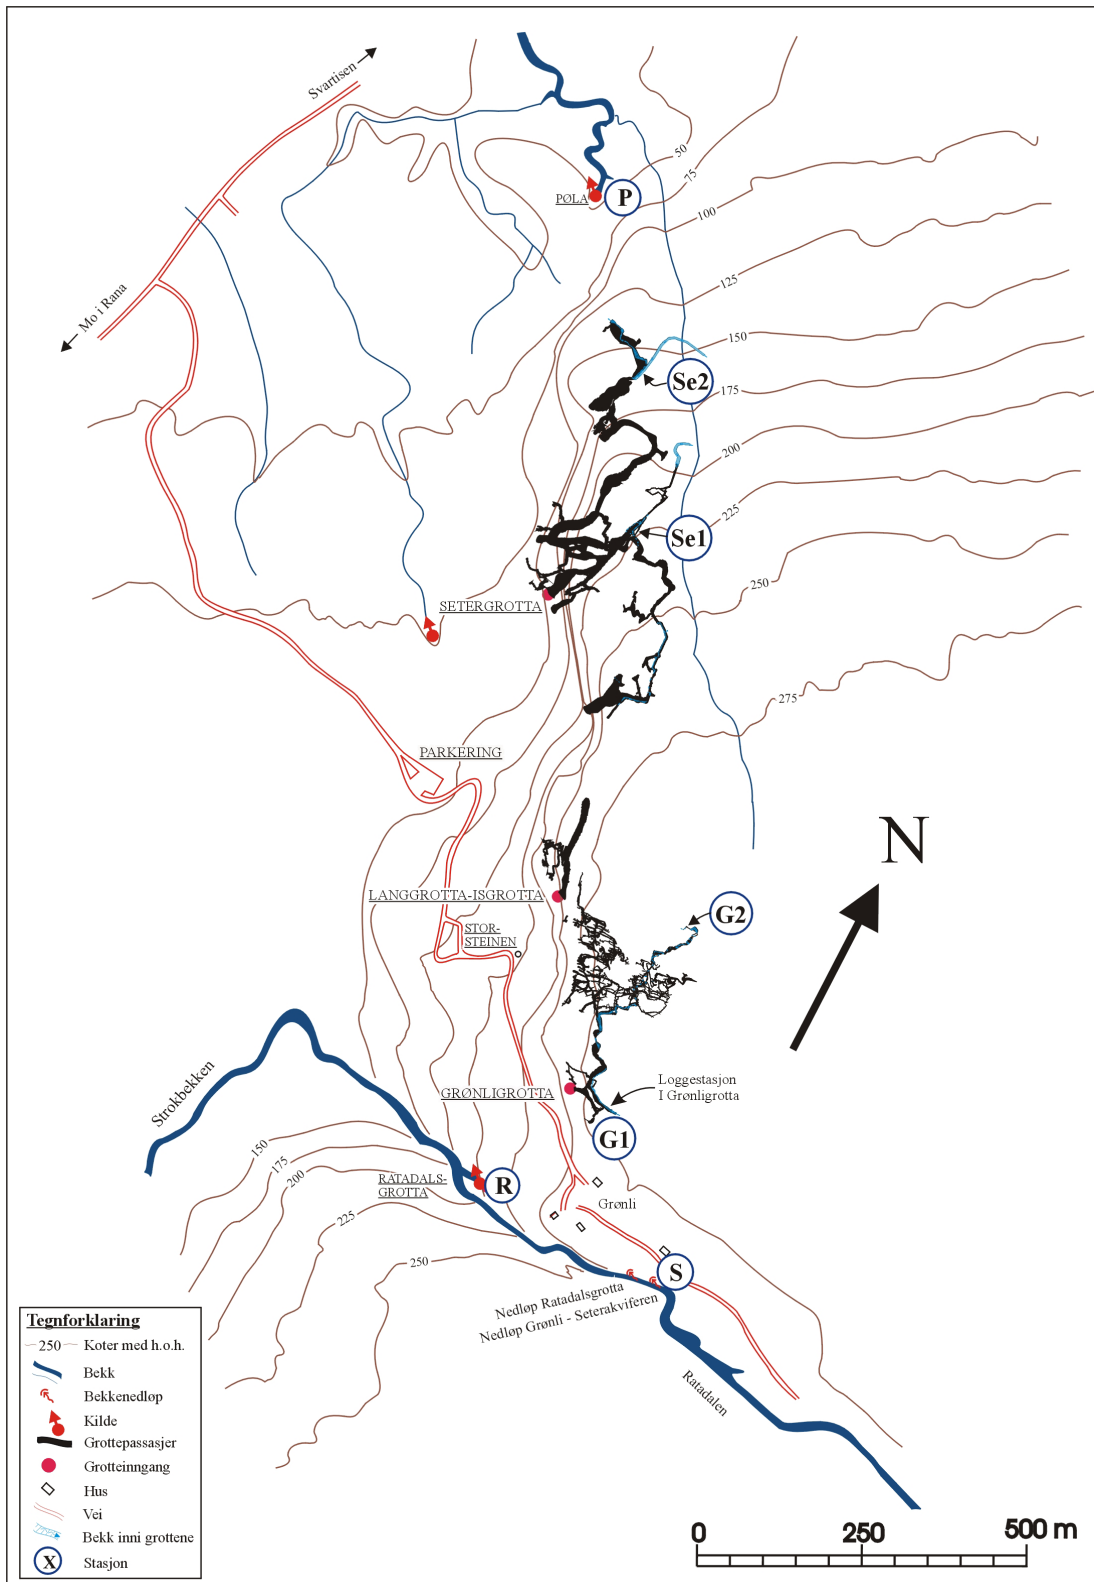 Svartisen
Mo i Rana
50
75
PØLA
P
100
125
150
Se2
175
200
225
Se1
250
SETERGROTTA
275
PARKERING
N
LANGGROTTA-ISGROTTA
G2
STOR-
STEINEN
Strokbekken
GRØNLIGROTTA
Loggestasjon
I Grønligrotta
G1
150
175
200
RATADALS-
GROTTA
R
Grønli
225
250
S
Nedløp Ratadalsgrotta
Nedløp Grønli - Seterakviferen
Ratadalen
Tegnforklaring
250 Koter med h.o.h.
Bekk
Bekkenedløp
Kilde
Grottepassasjer
Grotteinngang
Hus
Vei
Bekk inni grottene
X Stasjon
0 250 500 m